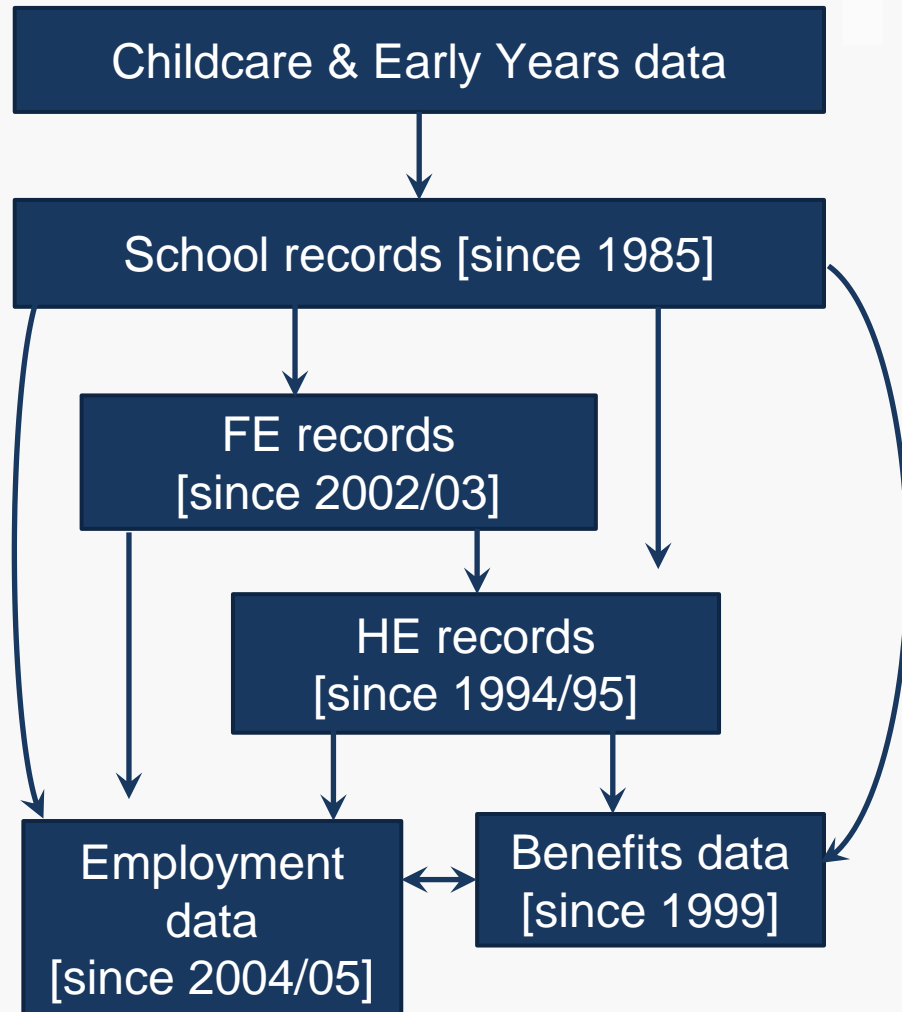 Childcare & Early Years data
School records [since 1985]
FE records
[since 2002/03]
HE records
[since 1994/95]
Employment
data
[since 2004/05]
Benefits data
[since 1999]